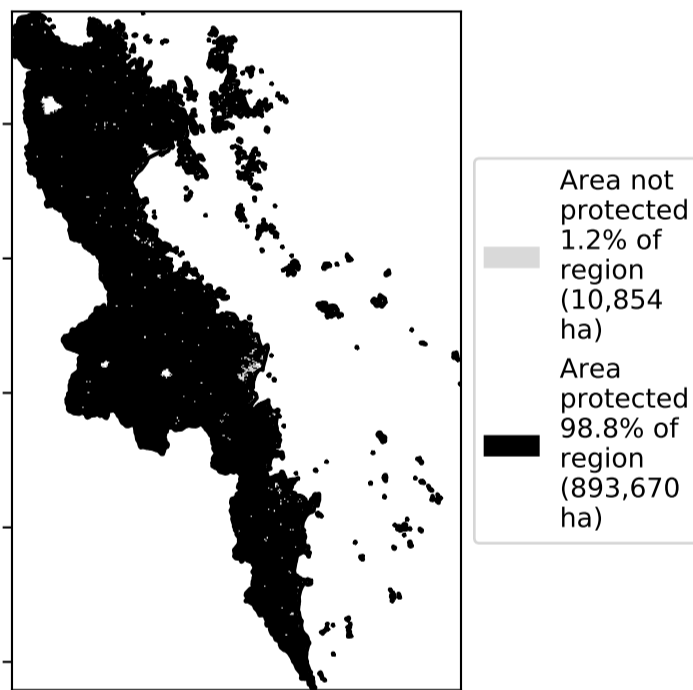 Area not
protected
1.2% of
region
(10,854
ha)
Area
protected
98.8% of
region
(893,670
ha)